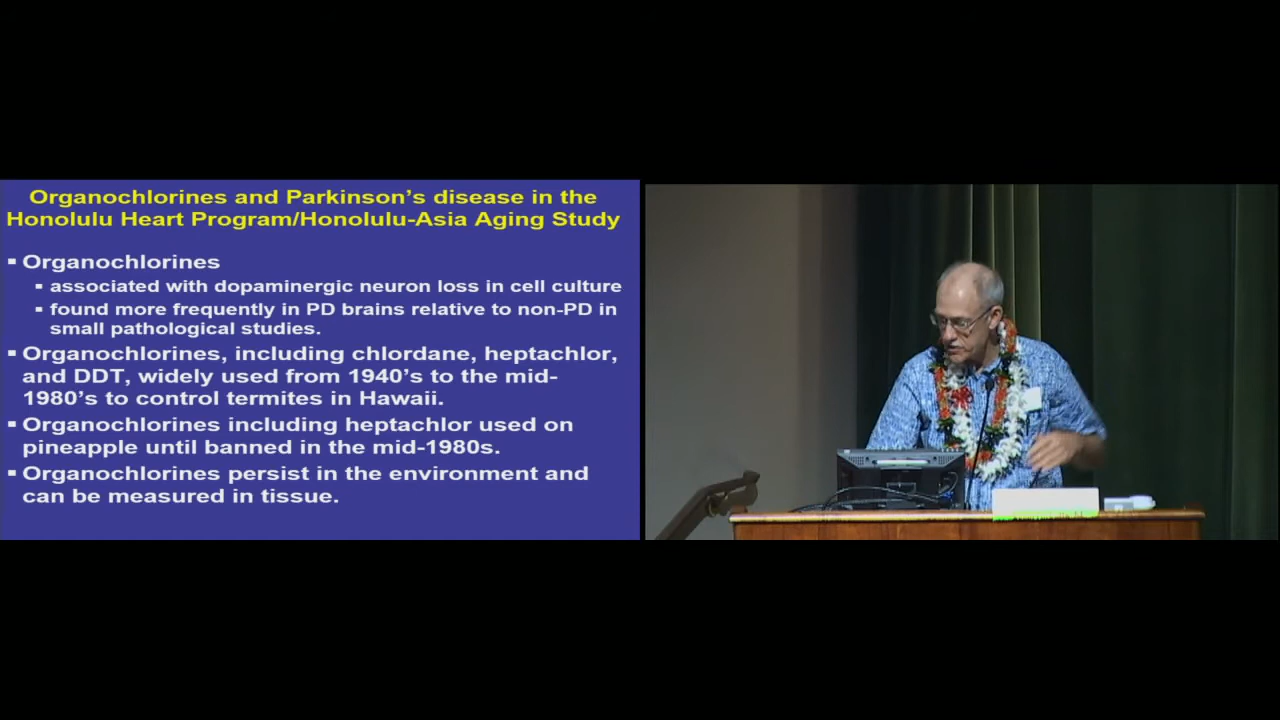 Organochlorines and Parkinson's disease in the
Honolulu Heart Program/Honolulu-Asia Aging Study
▪ Organochlorines
▪ associated with dopaminergic neuron loss in cell culture
▪ found more frequently in PD brains relative to non-PD in
small pathological studies.
▪ Organochlorines, including chlordane, heptachlor,
and DDT, widely used from 1940's to the mid-
1980's to control termites in Hawaii.
▪ Organochlorines including heptachlor used on
pineapple until banned in the mid-1980s.
▪ Organochlorines persist in the environment and
can be measured in tissue.